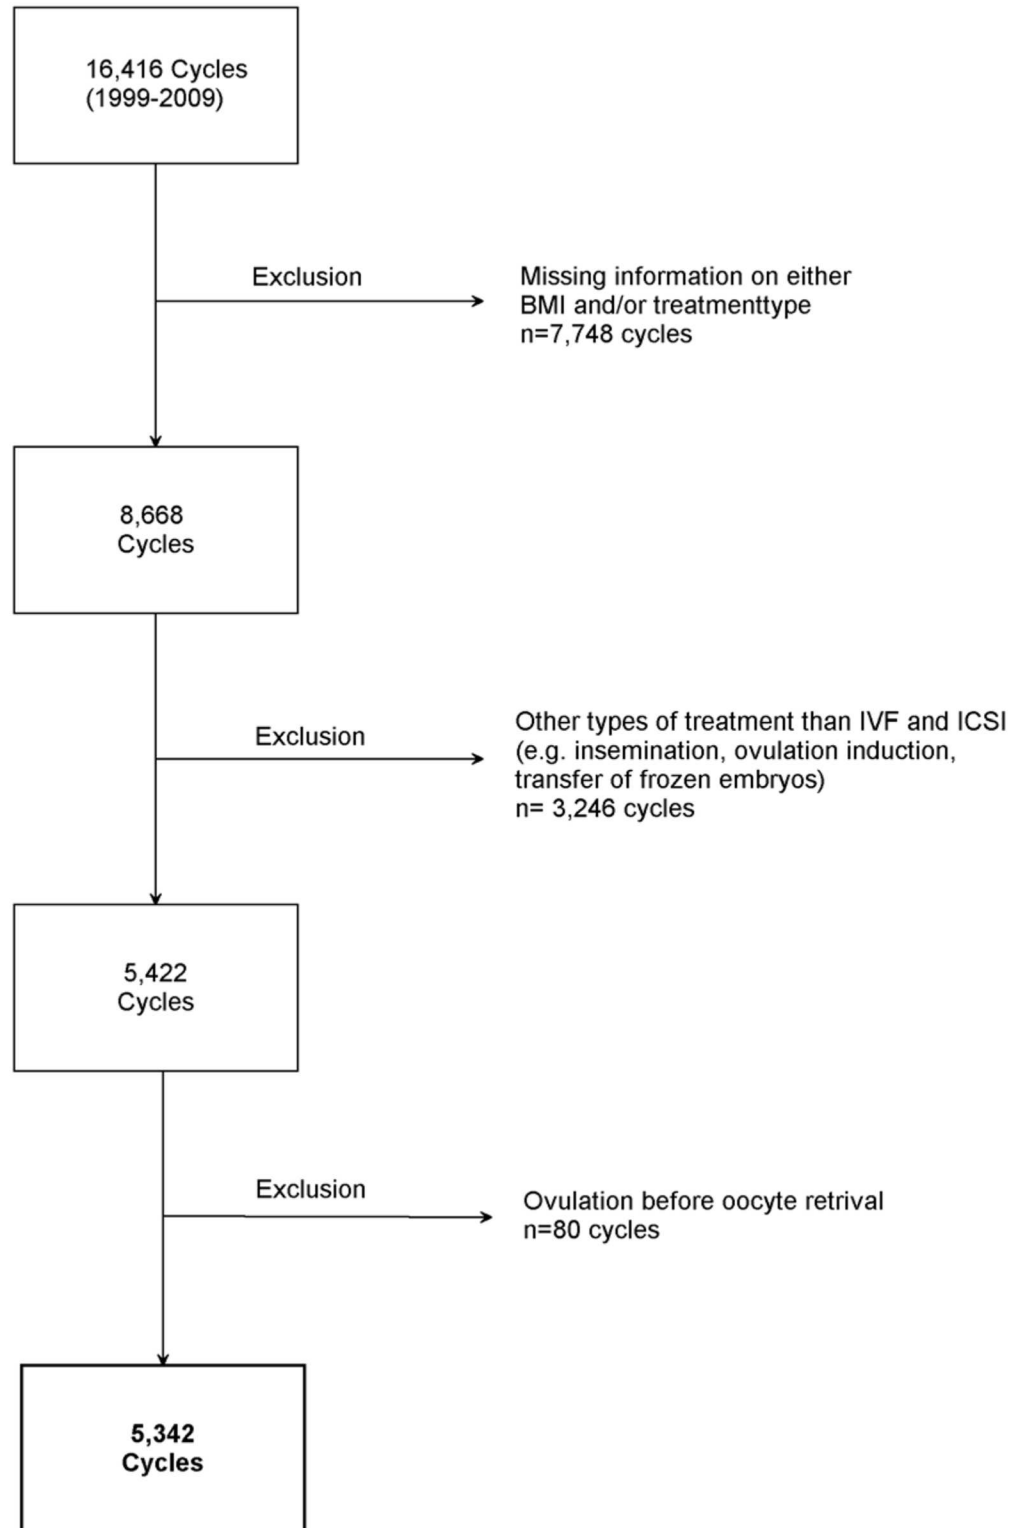 16,416 Cycles
(1999-2009)
Exclusion
Missing information on either
BMI and/or treatmenttype
n=7,748 cycles
8,668
Cycles
Exclusion
Other types of treatment than IVF and ICSI
(e.g. insemination, ovulation induction,
transfer of frozen embryos)
n= 3,246 cycles
5,422
Cycles
Exclusion
Ovulation before oocyte retrival
n=80 cycles
5,342
Cycles